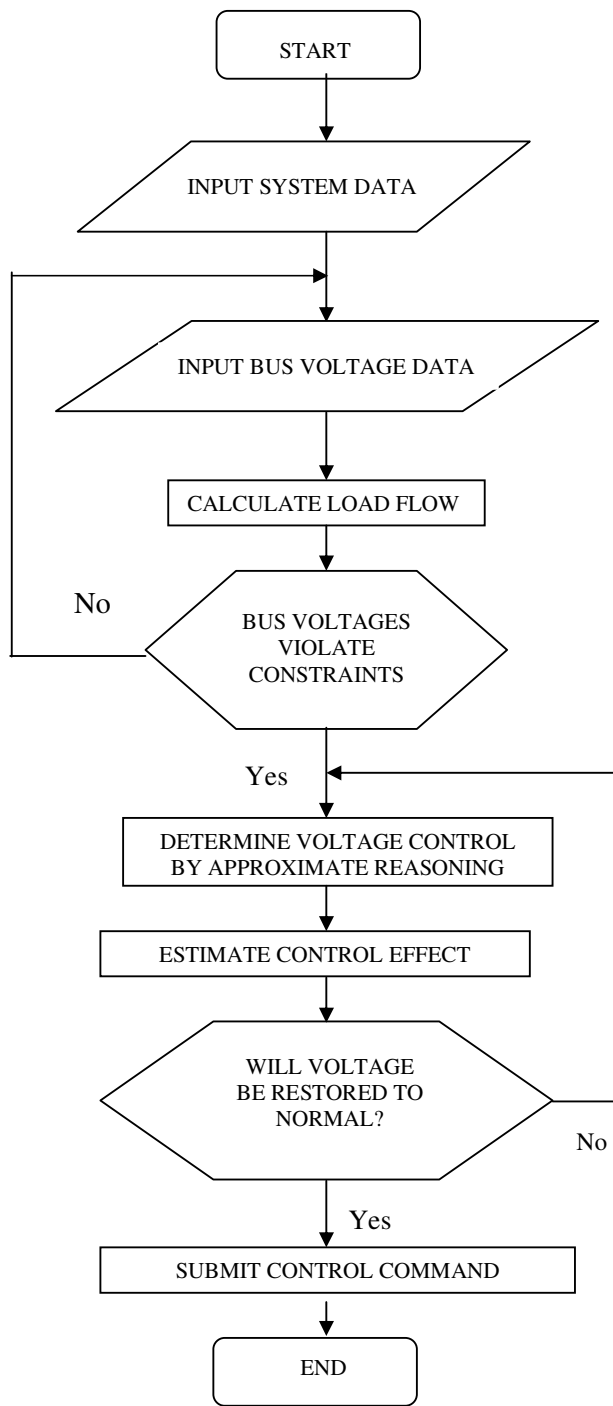 START
INPUT SYSTEM DATA
INPUT BUS VOLTAGE DATA
CALCULATE LOAD FLOW
No
BUS VOLTAGES
VIOLATE
CONSTRAINTS
Yes
DETERMINE VOLTAGE CONTROL
BY APPROXIMATE REASONING
ESTIMATE CONTROL EFFECT
WILL VOLTAGE
BE RESTORED TO
NORMAL?
No
Yes
SUBMIT CONTROL COMMAND
END